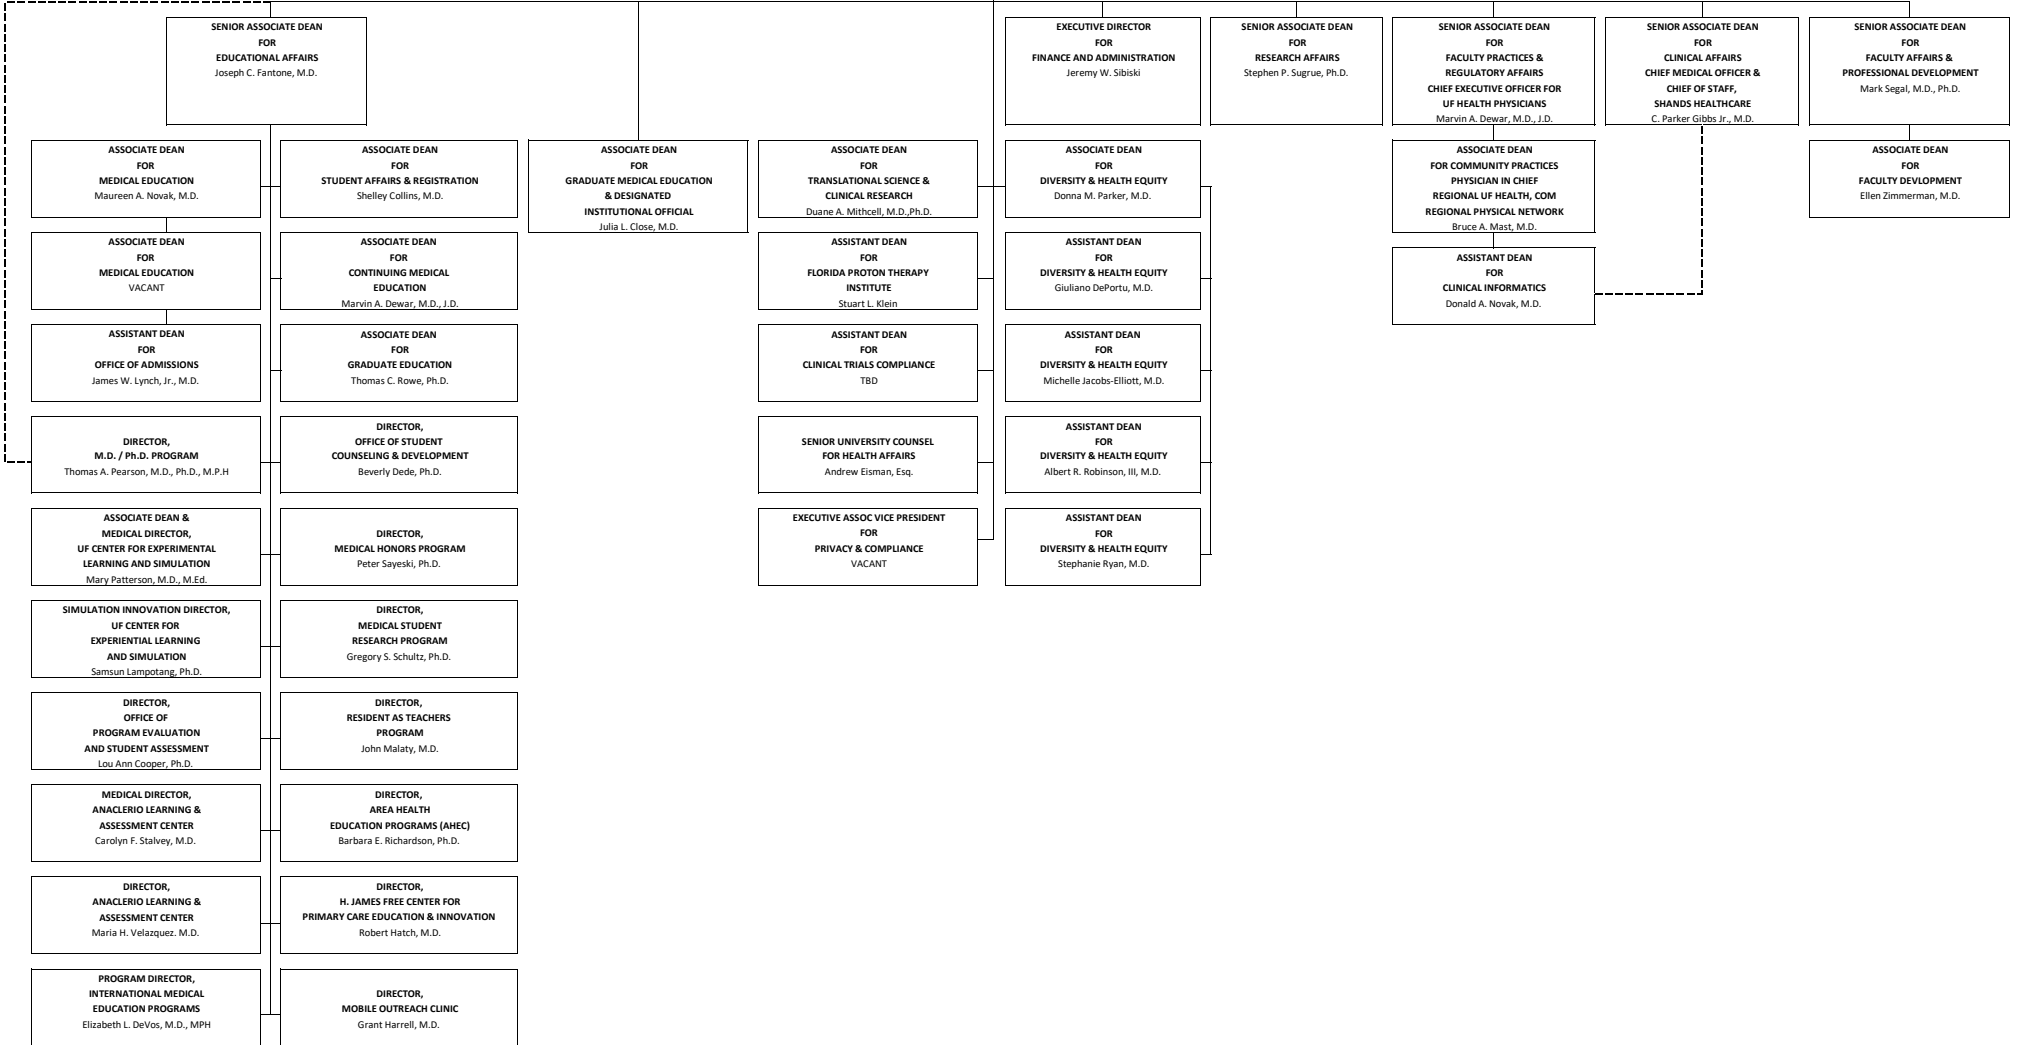 SENIOR ASSOCIATE DEAN
FOR
EDUCATIONAL AFFAIRS
Joseph C. Fantone, M.D.
EXECUTIVE DIRECTOR
FOR
FINANCE AND ADMINISTRATION
Jeremy W. Sibiski
SENIOR ASSOCIATE DEAN
FOR
RESEARCH AFFAIRS
Stephen P. Sugrue, Ph.D.
SENIOR ASSOCIATE DEAN
FOR
FACULTY PRACTICES &
REGULATORY AFFAIRS
CHIEF EXECUTIVE OFFICER FOR
UF HEALTH PHYSICIANS
Marvin A. Dewar, M.D., J.D.
SENIOR ASSOCIATE DEAN
FOR
CLINICAL AFFAIRS
CHIEF MEDICAL OFFICER &
CHIEF OF STAFF,
SHANDS HEALTHCARE
C. Parker Gibbs Jr., M.D.
SENIOR ASSOCIATE DEAN
FOR
FACULTY AFFAIRS &
PROFESSIONAL DEVELOPMENT
Mark Segal, M.D., Ph.D.
ASSOCIATE DEAN
FOR
MEDICAL EDUCATION
Maureen A. Novak, M.D.
ASSOCIATE DEAN
FOR
STUDENT AFFAIRS & REGISTRATION
Shelley Collins, M.D.
ASSOCIATE DEAN
FOR
GRADUATE MEDICAL EDUCATION
& DESIGNATED
INSTITUTIONAL OFFICIAL
Julia L. Close, M.D.
ASSOCIATE DEAN
FOR
TRANSLATIONAL SCIENCE &
CLINICAL RESEARCH
Duane A. Mithcell, M.D.,Ph.D.
ASSOCIATE DEAN
FOR
DIVERSITY & HEALTH EQUITY
Donna M. Parker, M.D.
ASSOCIATE DEAN
FOR COMMUNITY PRACTICES
PHYSICIAN IN CHIEF
REGIONAL UF HEALTH, COM
REGIONAL PHYSICAL NETWORK
Bruce A. Mast, M.D.
ASSOCIATE DEAN
FOR
FACULTY DEVLOPMENT
Ellen Zimmerman, M.D.
ASSOCIATE DEAN
FOR
MEDICAL EDUCATION
VACANT
ASSOCIATE DEAN
FOR
CONTINUING MEDICAL
EDUCATION
Marvin A. Dewar, M.D., J.D.
ASSISTANT DEAN
FOR
FLORIDA PROTON THERAPY
INSTITUTE
Stuart L. Klein
ASSISTANT DEAN
FOR
DIVERSITY & HEALTH EQUITY
Giuliano DePortu, M.D.
ASSISTANT DEAN
FOR
CLINICAL INFORMATICS
Donald A. Novak, M.D.
ASSISTANT DEAN
FOR
OFFICE OF ADMISSIONS
James W. Lynch, Jr., M.D.
ASSOCIATE DEAN
FOR
GRADUATE EDUCATION
Thomas C. Rowe, Ph.D.
ASSISTANT DEAN
FOR
CLINICAL TRIALS COMPLIANCE
TBD
ASSISTANT DEAN
FOR
DIVERSITY & HEALTH EQUITY
Michelle Jacobs-Elliott, M.D.
DIRECTOR,
M.D. / Ph.D. PROGRAM
Thomas A. Pearson, M.D., Ph.D., M.P.H
DIRECTOR,
OFFICE OF STUDENT
COUNSELING & DEVELOPMENT
Beverly Dede, Ph.D.
SENIOR UNIVERSITY COUNSEL
FOR HEALTH AFFAIRS
Andrew Eisman, Esq.
ASSISTANT DEAN
FOR
DIVERSITY & HEALTH EQUITY
Albert R. Robinson, III, M.D.
ASSOCIATE DEAN &
MEDICAL DIRECTOR,
UF CENTER FOR EXPERIMENTAL
LEARNING AND SIMULATION
Mary Patterson, M.D., M.Ed.
DIRECTOR,
MEDICAL HONORS PROGRAM
Peter Sayeski, Ph.D.
EXECUTIVE ASSOC VICE PRESIDENT
FOR
PRIVACY & COMPLIANCE
VACANT
ASSISTANT DEAN
FOR
DIVERSITY & HEALTH EQUITY
Stephanie Ryan, M.D.
SIMULATION INNOVATION DIRECTOR,
UF CENTER FOR
EXPERIENTIAL LEARNING
AND SIMULATION
Samsun Lampotang, Ph.D.
DIRECTOR,
MEDICAL STUDENT
RESEARCH PROGRAM
Gregory S. Schultz, Ph.D.
DIRECTOR,
OFFICE OF
PROGRAM EVALUATION
AND STUDENT ASSESSMENT
Lou Ann Cooper, Ph.D.
DIRECTOR,
RESIDENT AS TEACHERS
PROGRAM
John Malaty, M.D.
MEDICAL DIRECTOR,
ANACLERIO LEARNING &
ASSESSMENT CENTER
Carolyn F. Stalvey, M.D.
DIRECTOR,
AREA HEALTH
EDUCATION PROGRAMS (AHEC)
Barbara E. Richardson, Ph.D.
DIRECTOR,
ANACLERIO LEARNING &
ASSESSMENT CENTER
Maria H. Velazquez. M.D.
DIRECTOR,
H. JAMES FREE CENTER FOR
PRIMARY CARE EDUCATION & INNOVATION
Robert Hatch, M.D.
PROGRAM DIRECTOR,
INTERNATIONAL MEDICAL
EDUCATION PROGRAMS
Elizabeth L. DeVos, M.D., MPH
DIRECTOR,
MOBILE OUTREACH CLINIC
Grant Harrell, M.D.